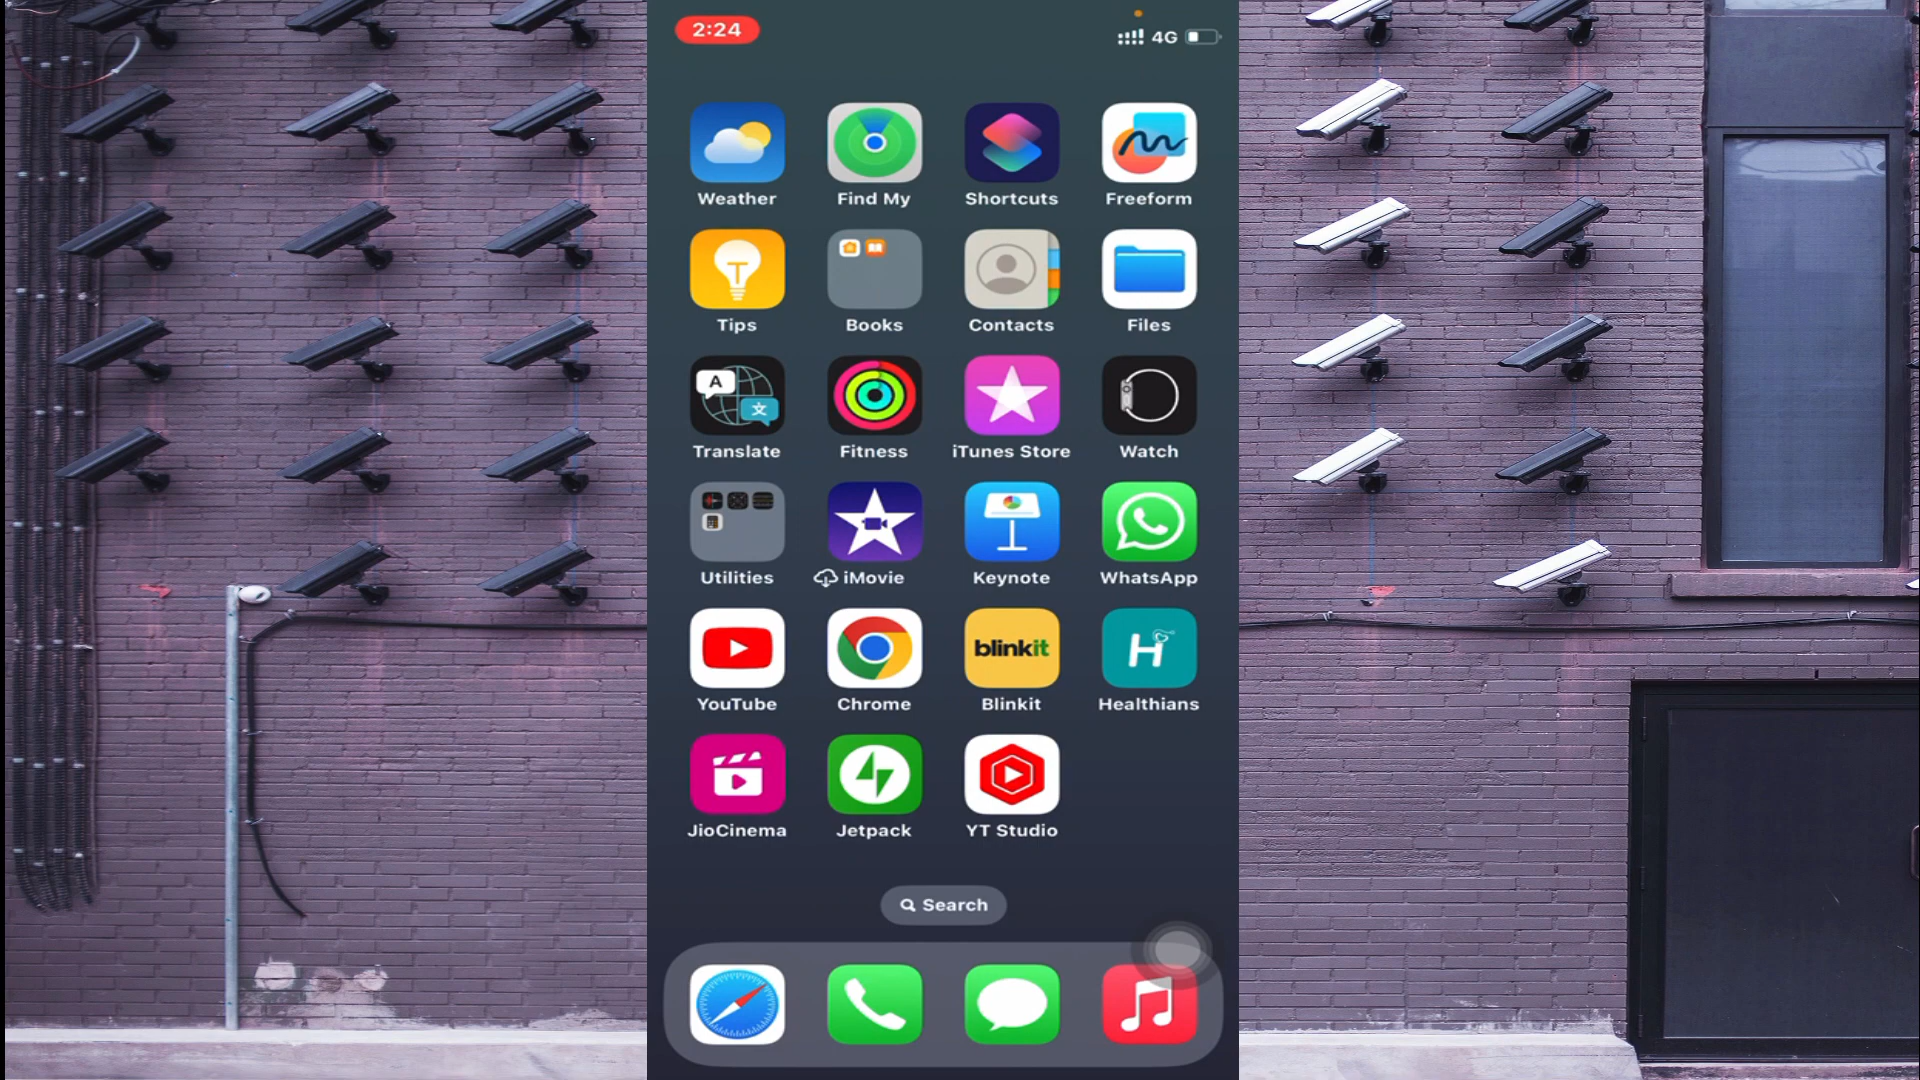 2:24
4G
Weather Find My Shortcuts Freeform
T
Tips Books Contacts Files
A
文
Translate Fitness iTunes Store Watch
Utilities iMovie Keynote WhatsApp
blinkit
H
YouTube Chrome Blinkit Healthians
JioCinema Jetpack YT Studio
Search